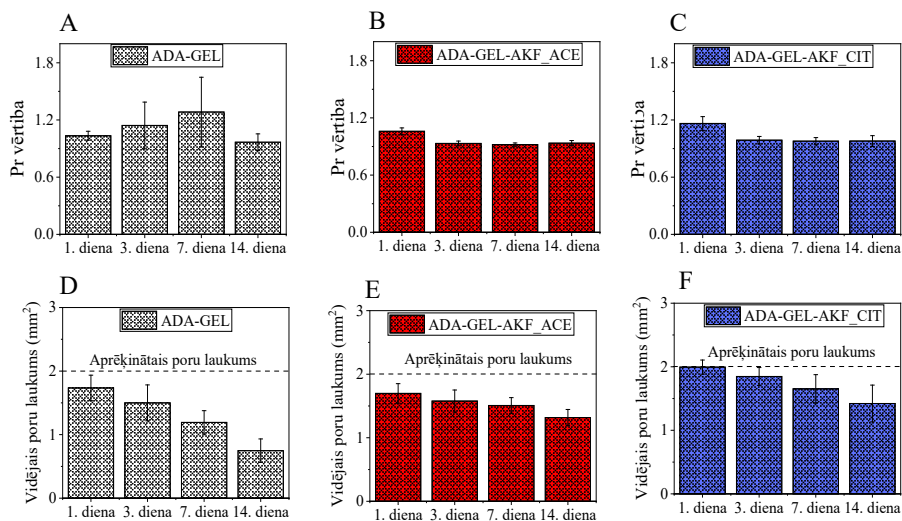 A
ADA-GEL
Pr vērtība
1.8
1.2
0.6
0.0
1. diena 3. diena 7. diena 14. diena
B
ADA-GEL-AKF_ACE
Pr vērtība
1.8
1.2
0.6
0.0
1. diena 3. diena 7. diena 14. diena
C
ADA-GEL-AKF_CIT
Pr vērtība
1.8
1.2
0.6
0.0
1. diena 3. diena 7. diena 14. diena
D
ADA-GEL
Vidējais poru laukums (mm²)
Aprēķinātais poru laukums
3
2
1
0
1. diena 3. diena 7. diena 14. diena
E
ADA-GEL-AKF_ACE
Vidējais poru laukums (mm²)
Aprēķinātais poru laukums
3
2
1
0
1. diena 3. diena 7. diena 14. diena
F
ADA-GEL-AKF_CIT
Vidējais poru laukums (mm²)
Aprēķinātais poru laukums
3
2
1
0
1. diena 3. diena 7. diena 14. diena